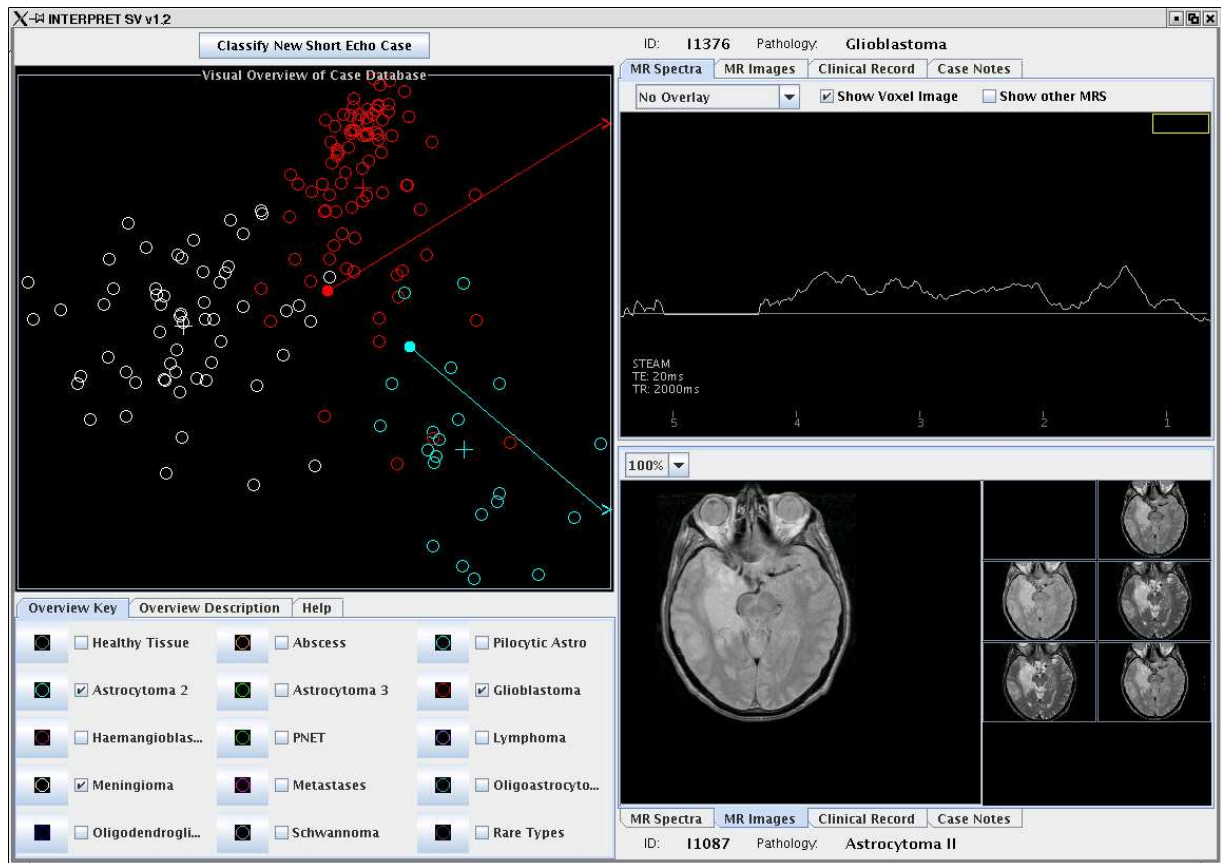 INTERPRET SV v1.2
Classify New Short Echo Case
Visual Overview of Case Database
Overview Key
Overview Description
Help
Healthy Tissue
Abscess
Pilocytic Astro
Astrocytoma 2
Astrocytoma 3
Glioblastoma
Haemangioblas...
PNET
Lymphoma
Meningioma
Metastases
Oligoastrocyto...
Oligodendrogli...
Schwannoma
Rare Types
ID: I1376 Pathology: Glioblastoma
MR Spectra
MR Images
Clinical Record
Case Notes
No Overlay
Show Voxel Image
Show other MRS
STEAM
TE: 20ms
TR: 2000ms
5 4 3 2 1
100%
MR Spectra
MR Images
Clinical Record
Case Notes
ID: I1087 Pathology: Astrocytoma II